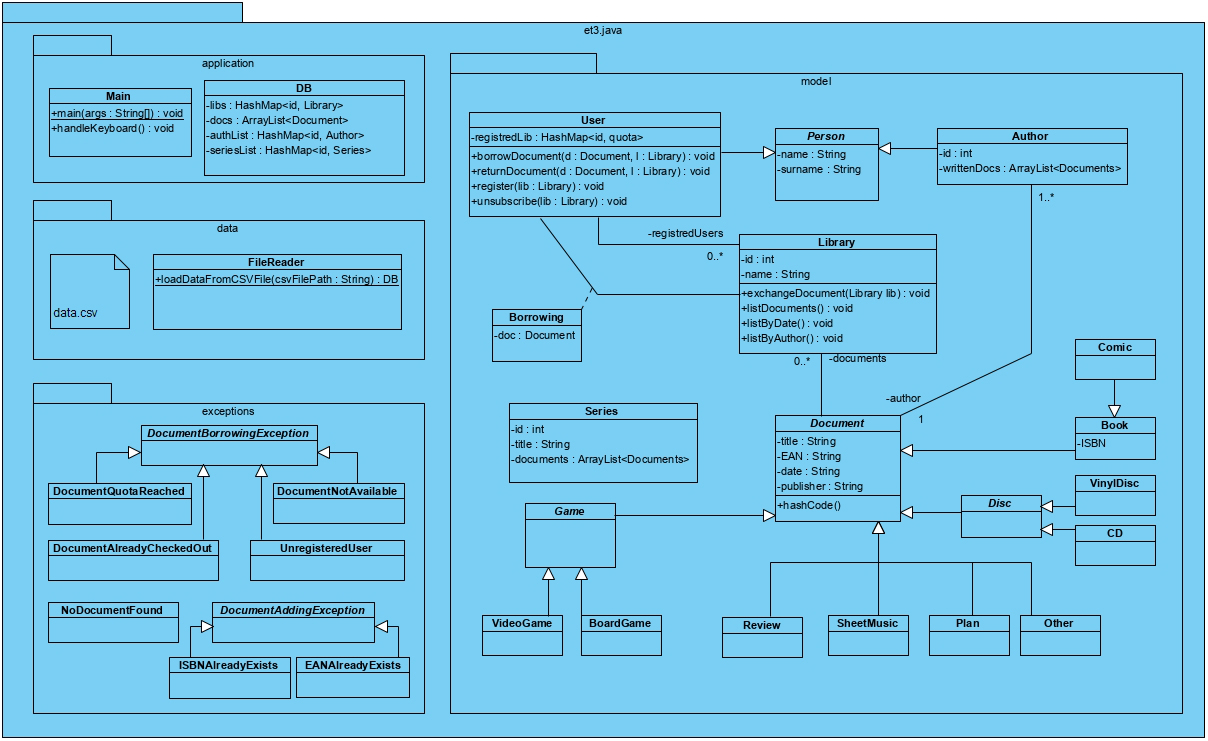 et3.java
application
Main
+main(args : String[]) : void
+handleKeyboard() : void
DB
-libs : HashMap<id, Library>
-docs : ArrayList<Document>
-authList : HashMap<id, Author>
-seriesList : HashMap<id, Series>
data
data.csv
FileReader
+loadDataFromCSVFile(csvFilePath : String) : DB
exceptions
DocumentBorrowingException
DocumentQuotaReached
DocumentNotAvailable
DocumentAlreadyCheckedOut
UnregisteredUser
NoDocumentFound
DocumentAddingException
ISBNAlreadyExists
EANAlreadyExists
model
User
-registredLib : HashMap<id, quota>
+borrowDocument(d : Document, l : Library) : void
+returnDocument(d : Document, l : Library) : void
+register(lib : Library) : void
+unsubscribe(lib : Library) : void
Person
-name : String
-surname : String
Author
-id : int
-writtenDocs : ArrayList<Documents>
1..*
-registredUsers
0..*
Library
-id : int
-name : String
+exchangeDocument(Library lib) : void
+listDocuments() : void
+listByDate() : void
+listByAuthor() : void
Borrowing
-doc : Document
0..*
-documents
Comic
-author
1
Series
-id : int
-title : String
-documents : ArrayList<Documents>
Document
-title : String
-EAN : String
-date : String
-publisher : String
+hashCode()
Book
-ISBN
Game
Disc
VinylDisc
CD
VideoGame
BoardGame
Review
SheetMusic
Plan
Other